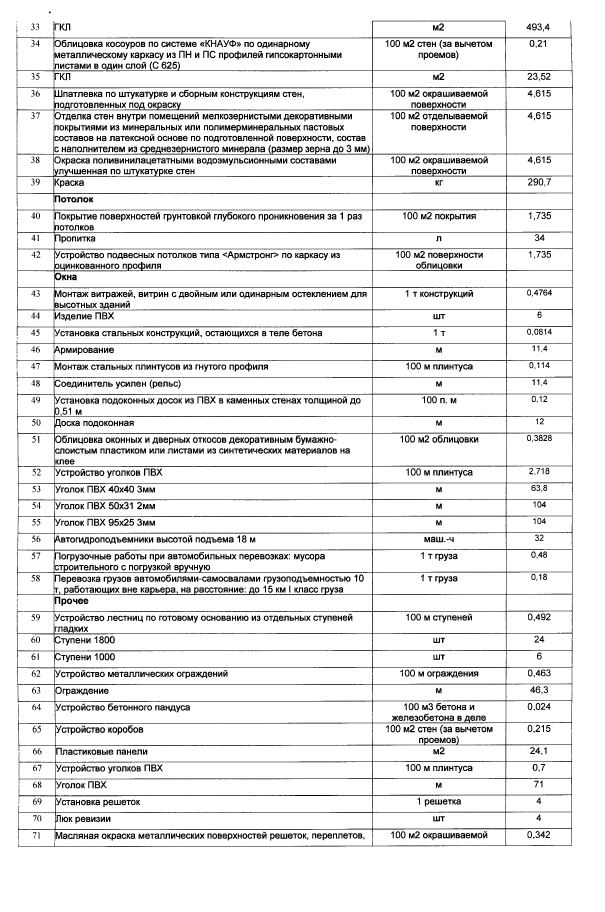 33 ГКЛ м2 493,4
34 Облицовка косоуров по системе «КНАУФ» по одинарному 100 м2 стен (за вычетом 0,21
металлическому каркасу из ПН и ПС профилей гипсокартонными проемов)
листами в один слой (С 625)
35 ГКЛ м2 23,52
36 Шпатлевка по штукатурке и сборным конструкциям стен, 100 м2 окрашиваемой 4,615
подготовленных под окраску поверхности
37 Отделка стен внутри помещений мелкозернистыми декоративными 100 м2 отделываемой 4,615
покрытиями из минеральных или полимерминеральных пастовых поверхности
составов на латексной основе по подготовленной поверхности, состав
с наполнителем из среднезернистого минерала (размер зерна до 3 мм)
38 Окраска поливинилацетатными водоэмульсионными составами 100 м2 окрашиваемой 4,615
улучшенная по штукатурке стен поверхности
39 Краска кг 290,7
Потолок
40 Покрытие поверхностей грунтовкой глубокого проникновения за 1 раз 100 м2 покрытия 1,735
потолков
41 Пропитка л 34
42 Устройство подвесных потолков типа <Армстронг> по каркасу из 100 м2 поверхности 1,735
оцинкованного профиля облицовки
Окна
43 Монтаж витражей, витрин с двойным или одинарным остеклением для 1 т конструкций 0,4764
высотных зданий
44 Изделие ПВХ шт 6
45 Установка стальных конструкций, остающихся в теле бетона 1 т 0,0814
46 Армирование м 11,4
47 Монтаж стальных плинтусов из гнутого профиля 100 м плинтуса 0,114
48 Соединитель усилен (рельс) м 11,4
49 Установка подоконных досок из ПВХ в каменных стенах толщиной до 100 п. м 0,12
0,51 м
50 Доска подоконная м 12
51 Облицовка оконных и дверных откосов декоративным бумажно- 100 м2 облицовки 0,3828
слоистым пластиком или листами из синтетических материалов на
клее
52 Устройство уголков ПВХ 100 м плинтуса 2,718
53 Уголок ПВХ 40х40 3мм м 63,8
54 Уголок ПВХ 50х31 2мм м 104
55 Уголок ПВХ 95х25 3мм м 104
56 Автогидроподъемники высотой подъема 18 м маш.-ч 32
57 Погрузочные работы при автомобильных перевозках: мусора 1 т груза 0,48
строительного с погрузкой вручную
58 Перевозка грузов автомобилями-самосвалами грузоподъемностью 10 1 т груза 0,18
т, работающих вне карьера, на расстояние: до 15 км I класс груза
Прочее
59 Устройство лестниц по готовому основанию из отдельных ступеней 100 м ступеней 0,492
гладких
60 Ступени 1800 шт 24
61 Ступени 1000 шт 6
62 Устройство металлических ограждений 100 м ограждения 0,463
63 Ограждение м 46,3
64 Устройство бетонного пандуса 100 м3 бетона и 0,024
железобетона в деле
65 Устройство коробов 100 м2 стен (за вычетом 0,215
проемов)
66 Пластиковые панели м2 24,1
67 Устройство уголков ПВХ 100 м плинтуса 0,7
68 Уголок ПВХ м 71
69 Установка решеток 1 решетка 4
70 Люк ревизии шт 4
71 Масляная окраска металлических поверхностей решеток, переплетов, 100 м2 окрашиваемой 0,342